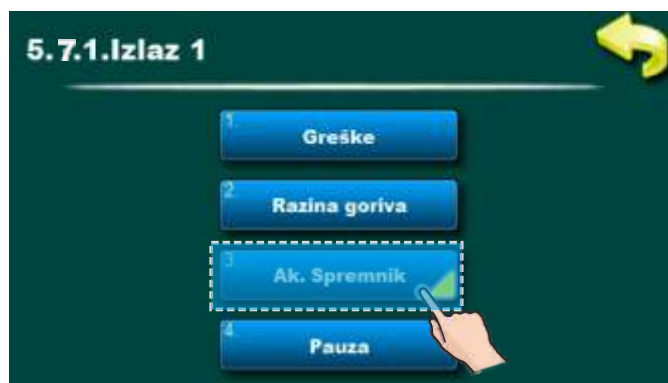 5.7.1.Izlaz 1
1.
Greške
2
Razina goriva
3
Ak. Spremnik
4.
Pauza